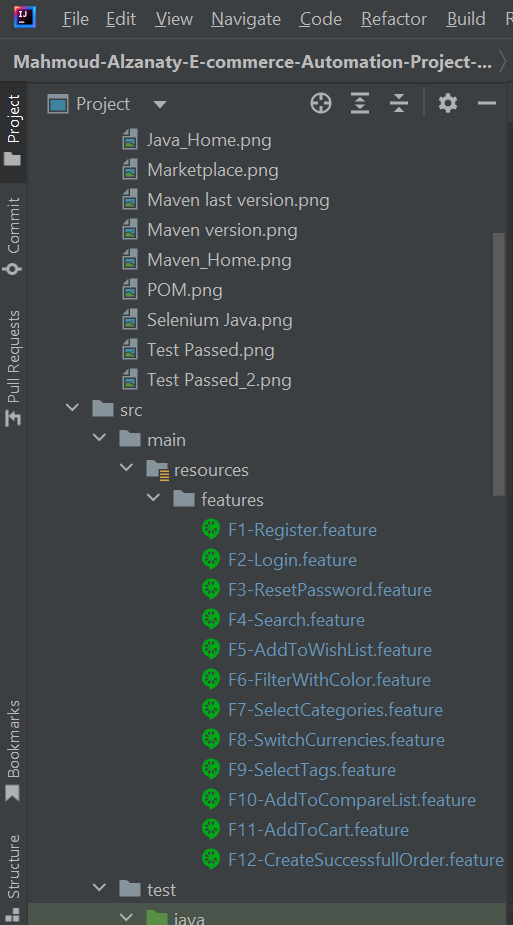 IJ File Edit View Navigate Code Refactor Build R
Mahmoud-Alzanaty-E-commerce-Automation-Project-...
Project
Java_Home.png
Marketplace.png
Maven last version.png
Maven version.png
Maven_Home.png
POM.png
Selenium Java.png
Test Passed.png
Test Passed_2.png
src
main
resources
features
F1-Register.feature
F2-Login.feature
F3-ResetPassword.feature
F4-Search.feature
F5-AddToWishList.feature
F6-FilterWithColor.feature
F7-SelectCategories.feature
F8-SwitchCurrencies.feature
F9-SelectTags.feature
F10-AddToCompareList.feature
F11-AddToCart.feature
F12-CreateSuccessfullOrder.feature
test
java
Project
Commit
Pull Requests
Bookmarks
Structure